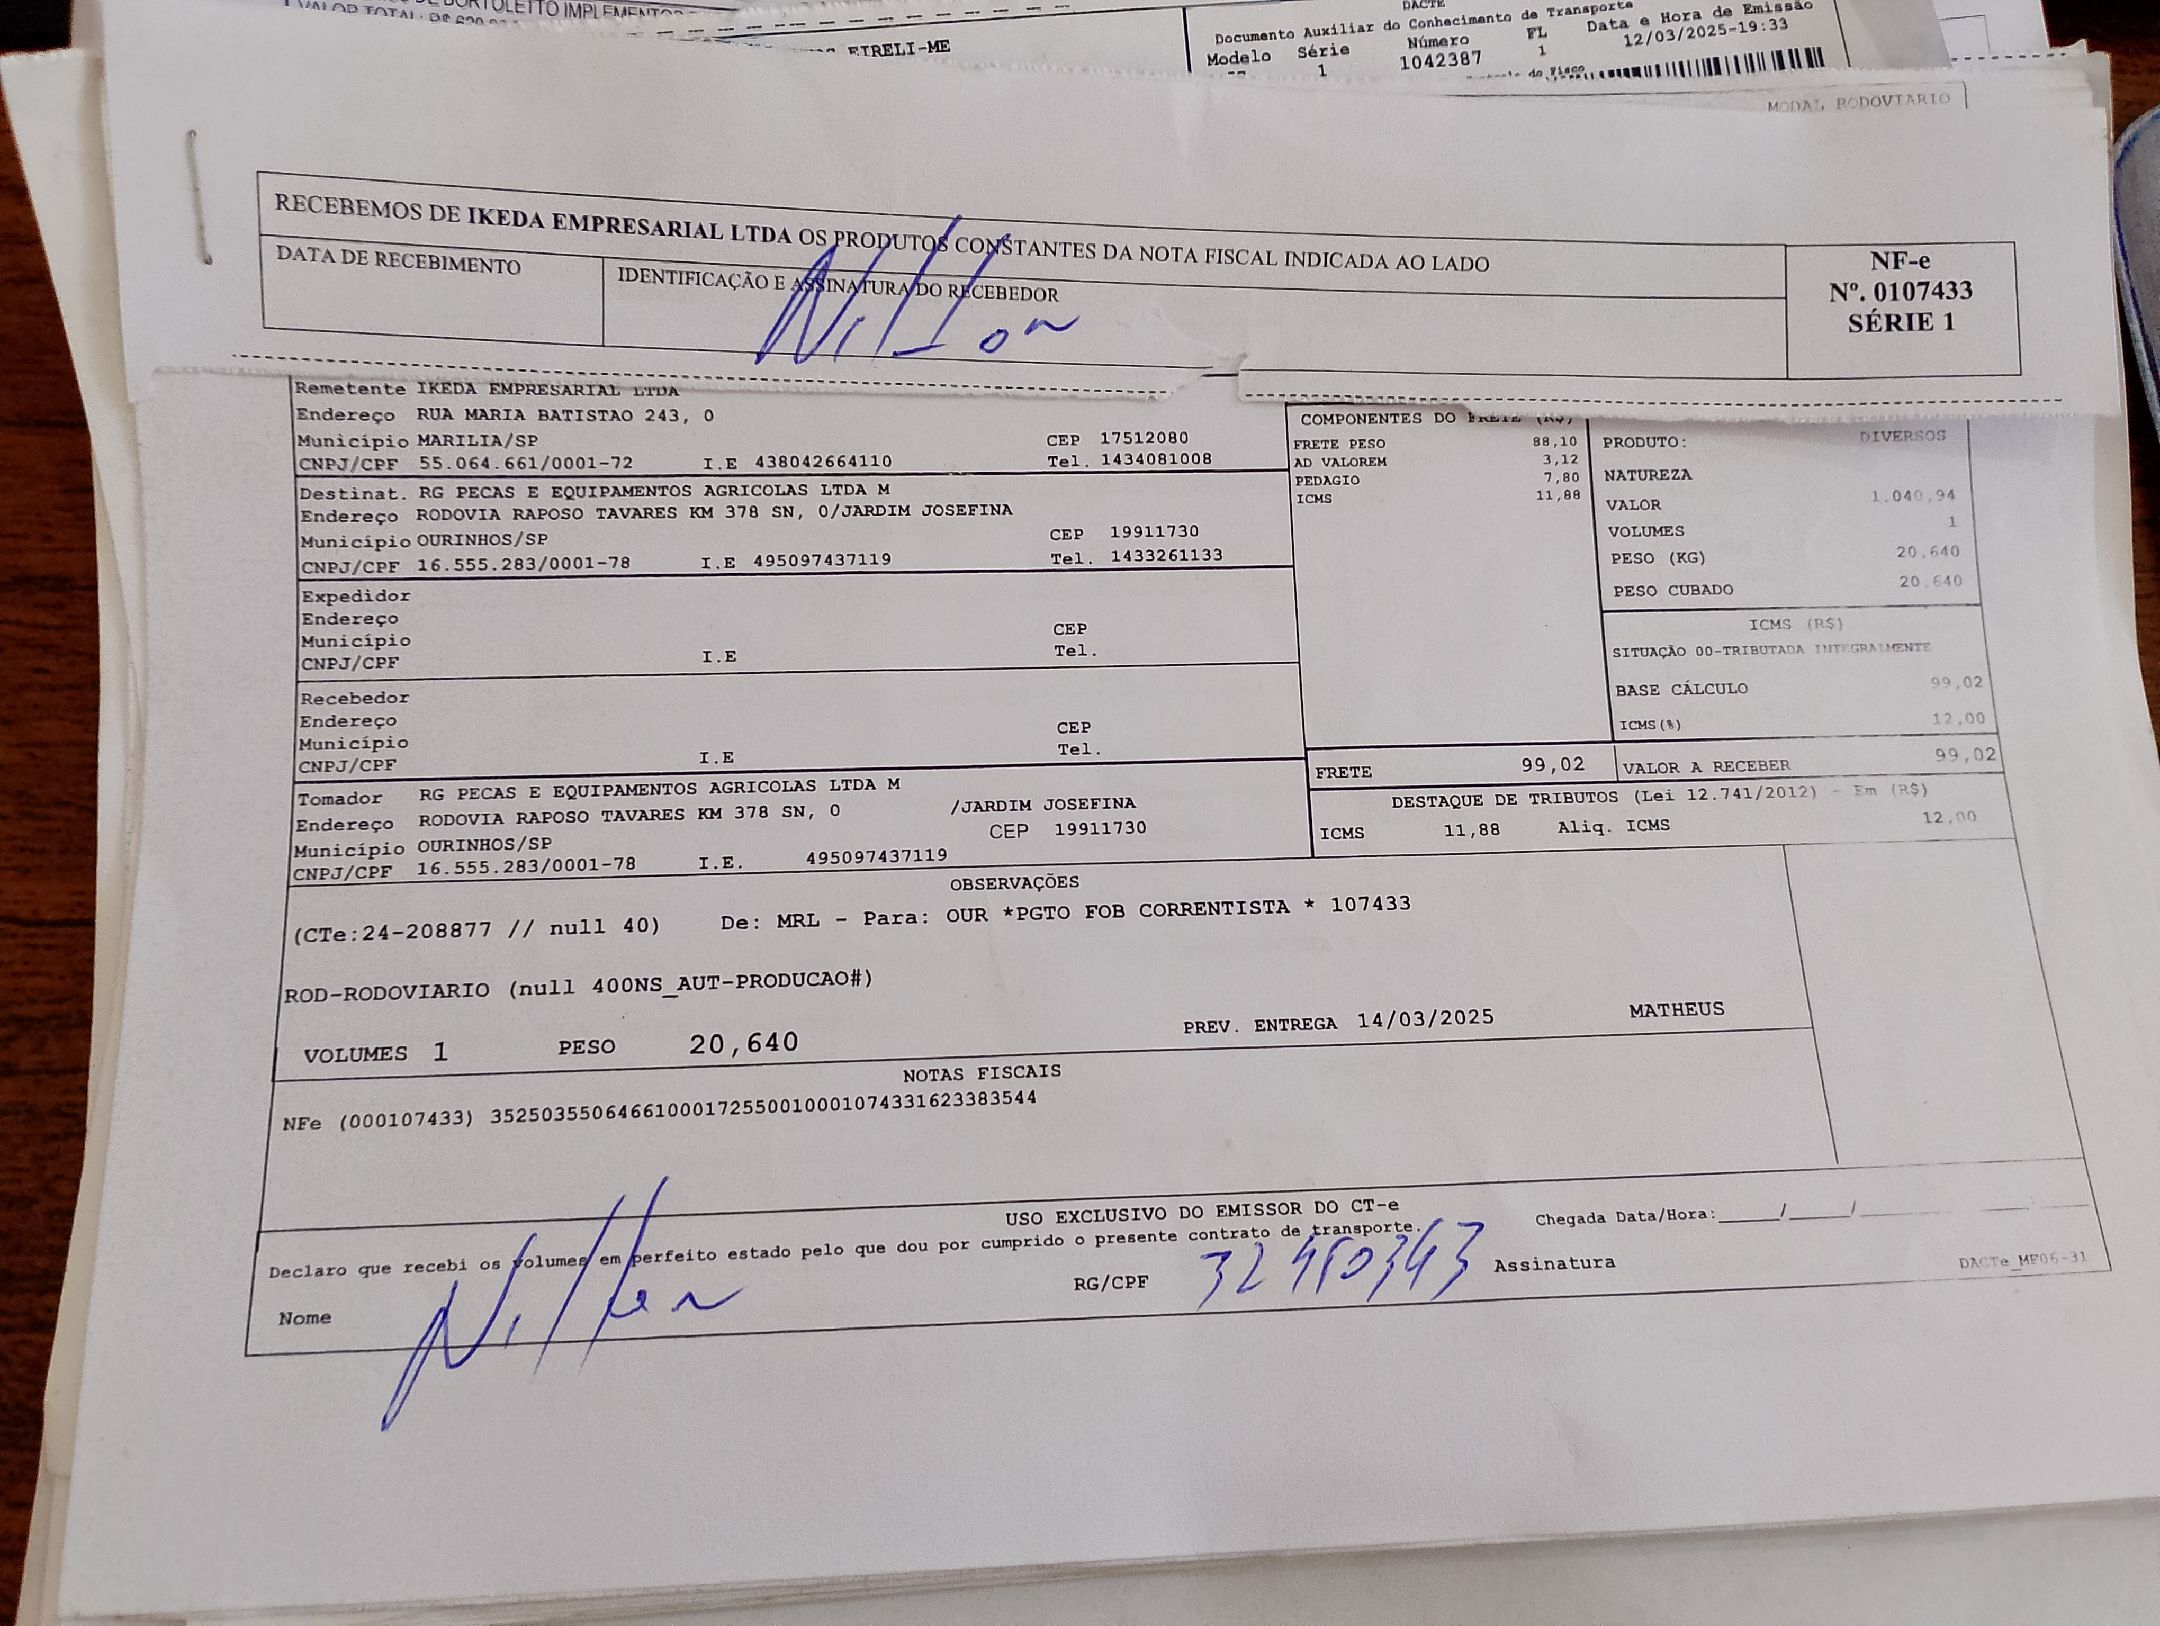 BORTOLETTO IMPLEMENTOS
VALOR TOTAL: R$
EIRELI-ME
DACTE
Documento Auxiliar do Conhecimento de Transporte
Modelo Série Número FL Data e Hora de Emissão
1 1042387 1 12/03/2025-19:33
MODAL RODOVIARIO
RECEBEMOS DE IKEDA EMPRESARIAL LTDA OS PRODUTOS CONSTANTES DA NOTA FISCAL INDICADA AO LADO
DATA DE RECEBIMENTO
IDENTIFICAÇÃO E ASSINATURA DO RECEBEDOR
Nilton
NF-e
Nº. 0107433
SÉRIE 1
Remetente IKEDA EMPRESARIAL LTDA
Endereço RUA MARIA BATISTAO 243, 0
Município MARILIA/SP CEP 17512080
CNPJ/CPF 55.064.661/0001-72 I.E 438042664110 Tel. 1434081008
Destinat. RG PECAS E EQUIPAMENTOS AGRICOLAS LTDA M
Endereço RODOVIA RAPOSO TAVARES KM 378 SN, 0/JARDIM JOSEFINA
Município OURINHOS/SP CEP 19911730
CNPJ/CPF 16.555.283/0001-78 I.E 495097437119 Tel. 1433261133
Expedidor
Endereço
Município CEP
CNPJ/CPF I.E Tel.
Recebedor
Endereço
Município CEP
CNPJ/CPF I.E Tel.
Tomador RG PECAS E EQUIPAMENTOS AGRICOLAS LTDA M
Endereço RODOVIA RAPOSO TAVARES KM 378 SN, 0 /JARDIM JOSEFINA
Município OURINHOS/SP CEP 19911730
CNPJ/CPF 16.555.283/0001-78 I.E. 495097437119
COMPONENTES DO FRETE (R$)
FRETE PESO 88,10
AD VALOREM 3,12
PEDAGIO 7,80
ICMS 11,88
PRODUTO: DIVERSOS
NATUREZA
VALOR 1.040,94
VOLUMES 1
PESO (KG) 20,640
PESO CUBADO 20,640
ICMS (R$)
SITUAÇÃO 00-TRIBUTADA INTEGRALMENTE
BASE CÁLCULO 99,02
ICMS(%) 12,00
FRETE 99,02 VALOR A RECEBER 99,02
DESTAQUE DE TRIBUTOS (Lei 12.741/2012) - Em (R$)
ICMS 11,88 Aliq. ICMS 12,00
OBSERVAÇÕES
(CTe:24-208877 // null 40) De: MRL - Para: OUR *PGTO FOB CORRENTISTA * 107433
ROD-RODOVIARIO (null 400NS_AUT-PRODUCAO#)
VOLUMES 1 PESO 20,640 PREV. ENTREGA 14/03/2025 MATHEUS
NOTAS FISCAIS
NFe (000107433) 35250355064661000172550010001074331623383544
USO EXCLUSIVO DO EMISSOR DO CT-e
Declaro que recebi os volumes em perfeito estado pelo que dou por cumprido o presente contrato de transporte.
Chegada Data/Hora:_____/_____/
Nome Nilton RG/CPF Assinatura
DACTe_MF06-31